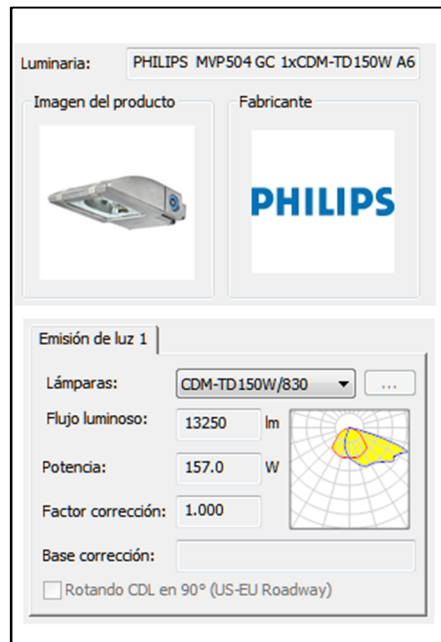 Luminaria: PHILIPS MVP504 GC 1xCDM-TD150W A6
Imagen del producto
Fabricante
PHILIPS
Emisión de luz 1
Lámparas: CDM-TD150W/830 ...
Flujo luminoso: 13250 lm
Potencia: 157.0 W
Factor corrección: 1.000
Base corrección:
Rotando CDL en 90° (US-EU Roadway)